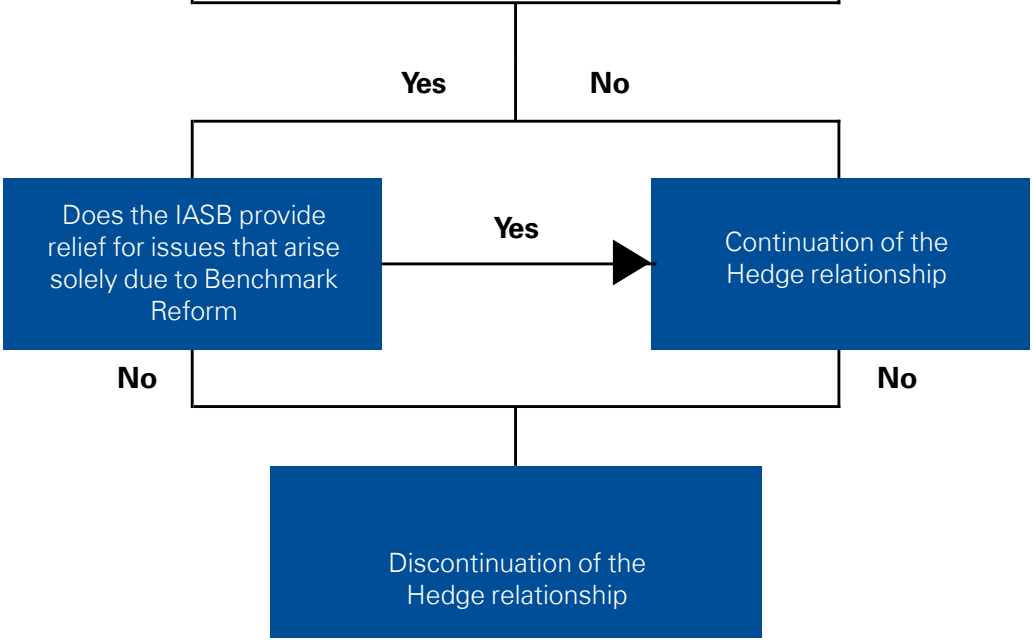 Yes No
Does the IASB provide
relief for issues that arise
solely due to Benchmark
Reform
Yes
Continuation of the
Hedge relationship
No No
Discontinuation of the
Hedge relationship